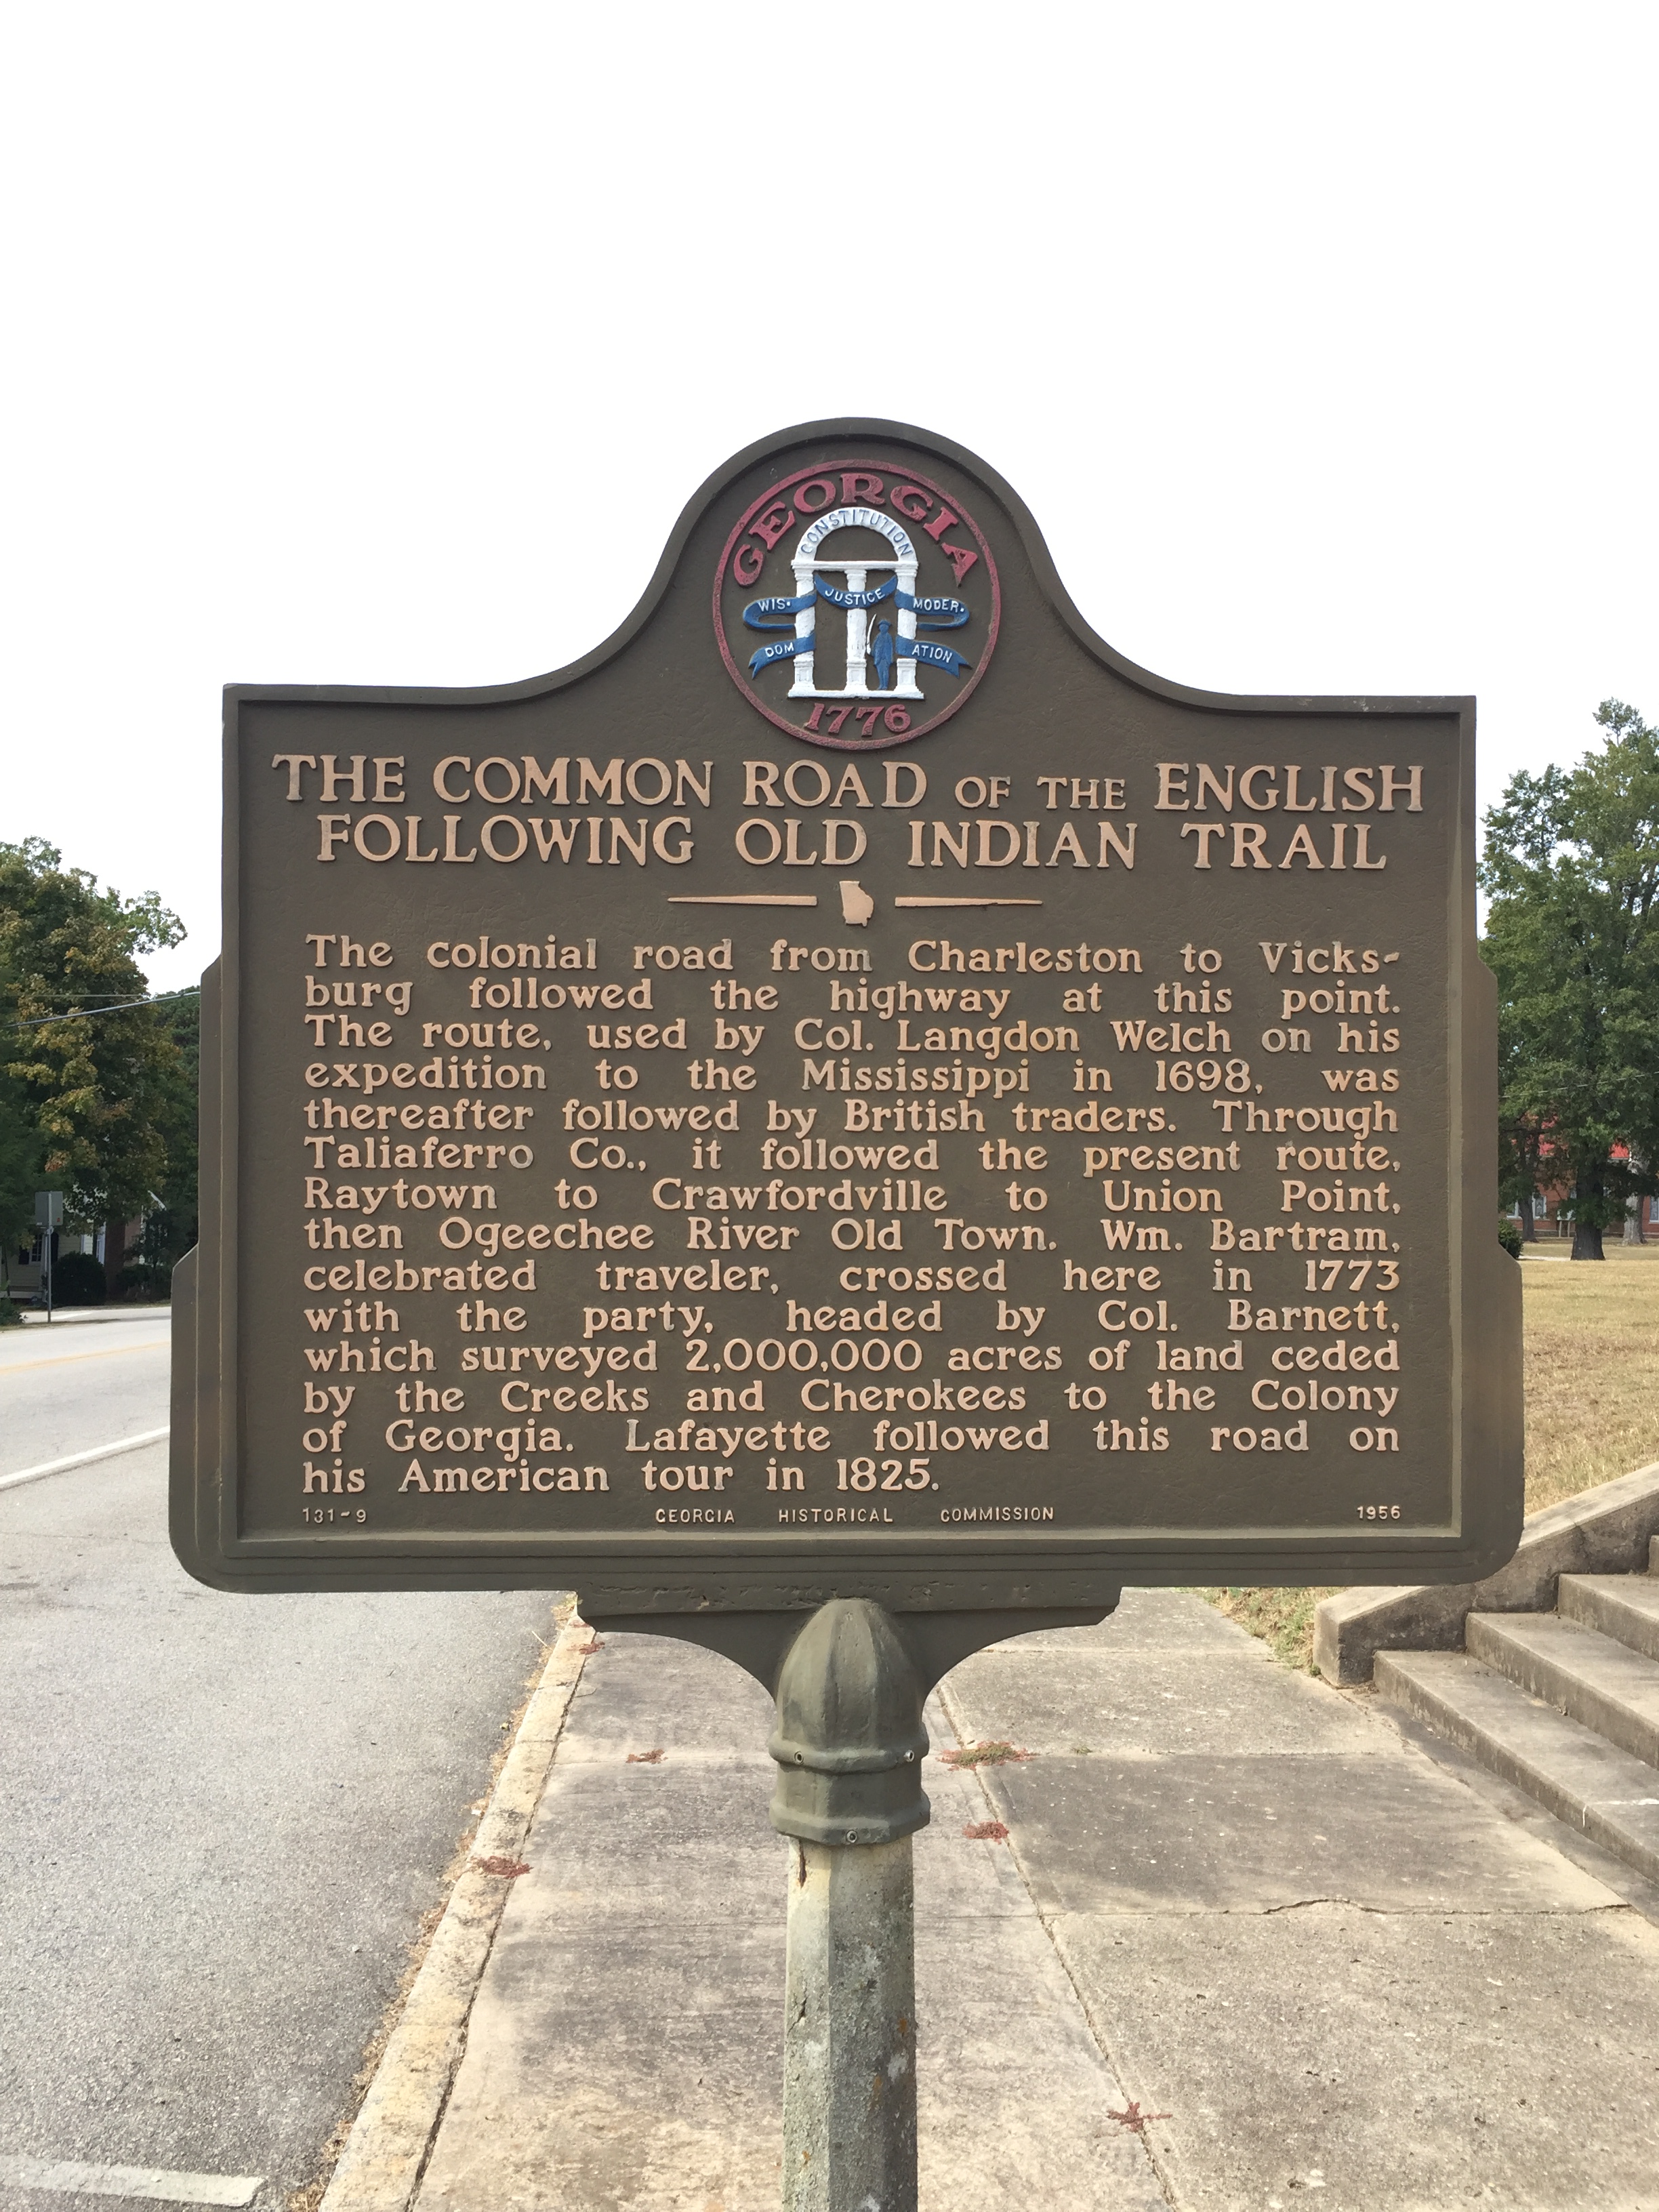 GEORGIA
CONSTITUTION
WIS- JUSTICE MODER-
DOM ATION
1776
THE COMMON ROAD OF THE ENGLISH
FOLLOWING OLD INDIAN TRAIL
The colonial road from Charleston to Vicks-
burg followed the highway at this point.
The route, used by Col. Langdon Welch on his
expedition to the Mississippi in 1698, was
thereafter followed by British traders. Through
Taliaferro Co., it followed the present route,
Raytown to Crawfordville to Union Point,
then Ogeechee River Old Town. Wm. Bartram,
celebrated traveler, crossed here in 1773
with the party, headed by Col. Barnett,
which surveyed 2,000,000 acres of land ceded
by the Creeks and Cherokees to the Colony
of Georgia. Lafayette followed this road on
his American tour in 1825.
131-9 GEORGIA HISTORICAL COMMISSION 1956